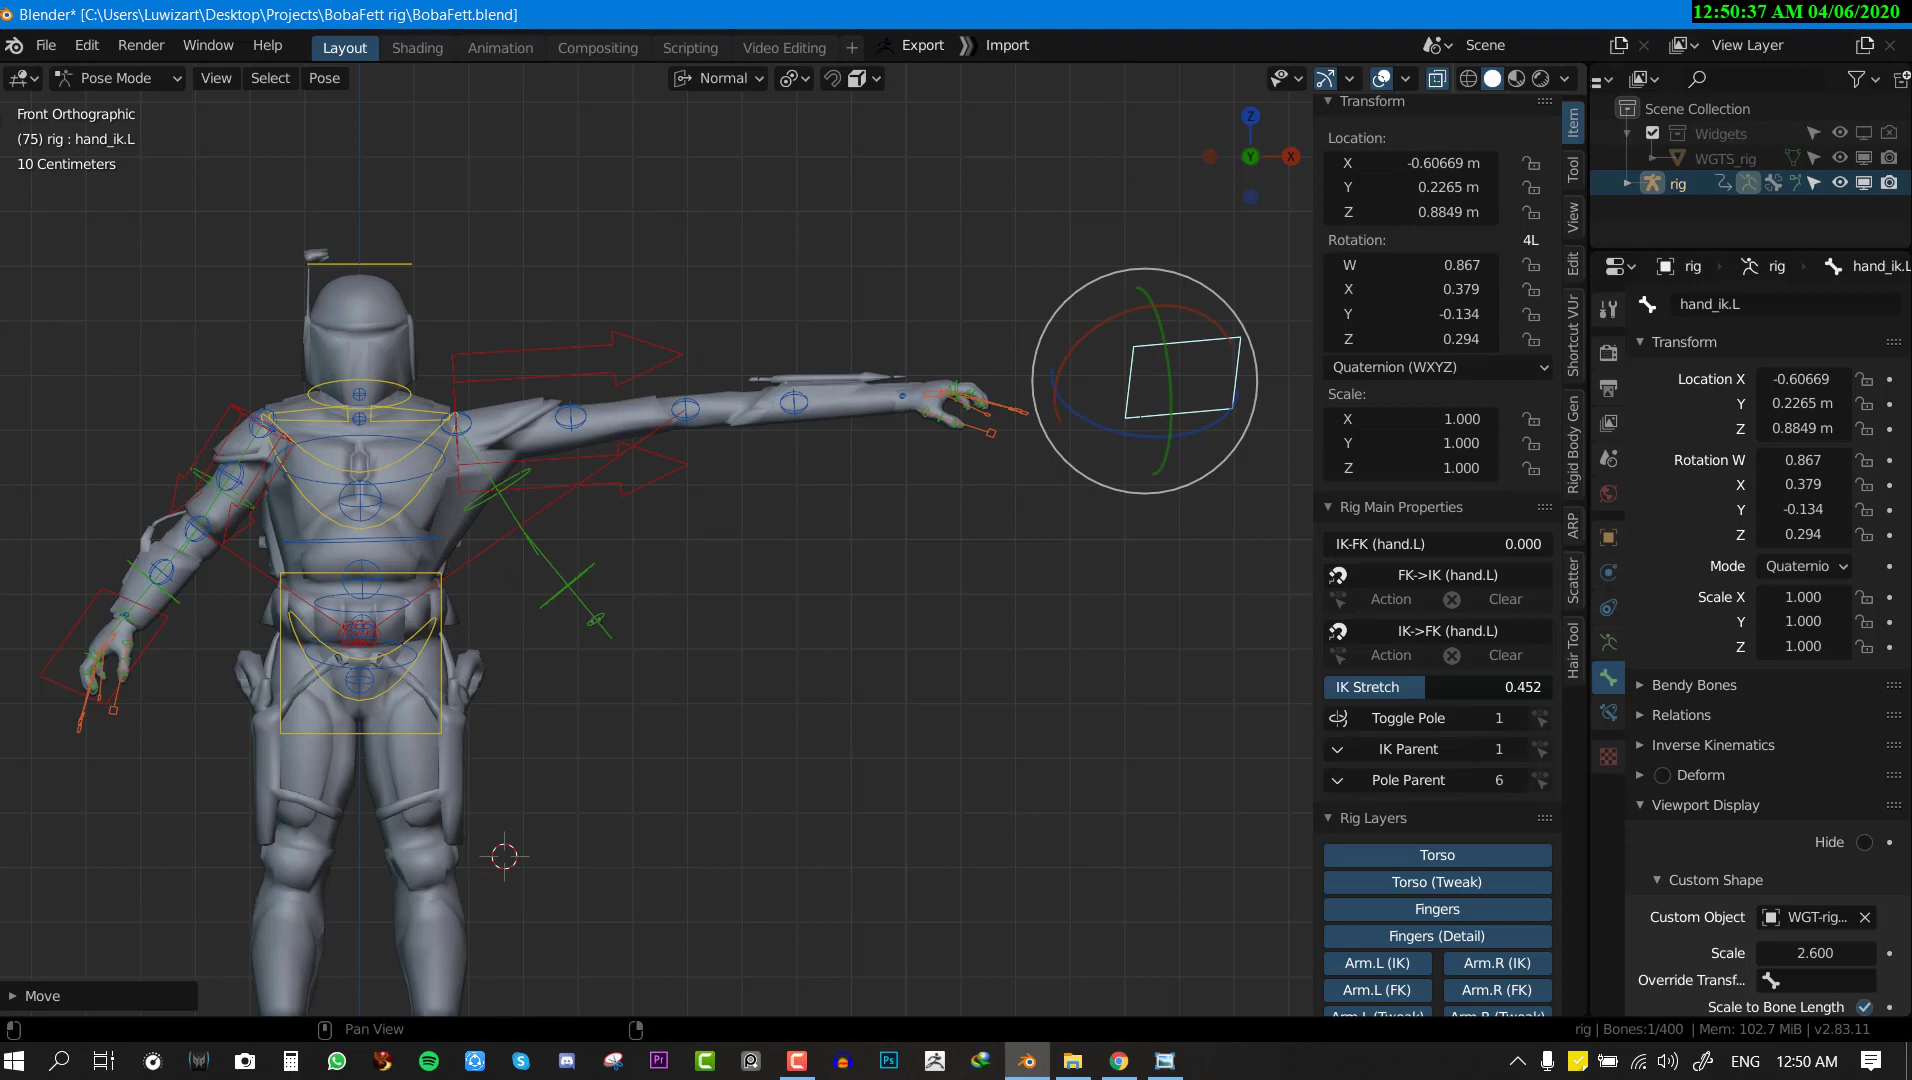 Blender* [C:\Users\Luwizart\Desktop\Projects\BobaFett rig\BobaFett.blend]
12:50:37 AM 04/06/2020
File Edit Render Window Help Layout Shading Animation Compositing Scripting Video Editing + Export Import Scene View Layer
Pose Mode View Select Pose Normal
Front Orthographic
(75) rig : hand_ik.L
10 Centimeters
Z
Y
X
Transform
Location:
X -0.60669 m
Y 0.2265 m
Z 0.8849 m
Rotation: 4L
W 0.867
X 0.379
Y -0.134
Z 0.294
Quaternion (WXYZ)
Scale:
X 1.000
Y 1.000
Z 1.000
Rig Main Properties
IK-FK (hand.L) 0.000
FK->IK (hand.L)
Action Clear
IK->FK (hand.L)
Action Clear
IK Stretch 0.452
Toggle Pole 1
IK Parent 1
Pole Parent 6
Rig Layers
Torso
Torso (Tweak)
Fingers
Fingers (Detail)
Arm.L (IK) Arm.R (IK)
Arm.L (FK) Arm.R (FK)
Arm.L (Tweak) Arm.R (Tweak)
Item
Tool
View
Edit
Shortcut VUr
Rigid Body Gen
ARP
Scatter
Hair Tool
Scene Collection
Widgets
WGTS_rig
rig
rig rig hand_ik.L
hand_ik.L
Transform
Location X -0.60669
Y 0.2265 m
Z 0.8849 m
Rotation W 0.867
X 0.379
Y -0.134
Z 0.294
Mode Quaternio
Scale X 1.000
Y 1.000
Z 1.000
Bendy Bones
Relations
Inverse Kinematics
Deform
Viewport Display
Hide
Custom Shape
Custom Object WGT-rig...
Scale 2.600
Override Transf...
Scale to Bone Length
Move
Pan View
rig | Bones:1/400 | Mem: 102.7 MiB | v2.83.11
Pr
Ps
ENG 12:50 AM